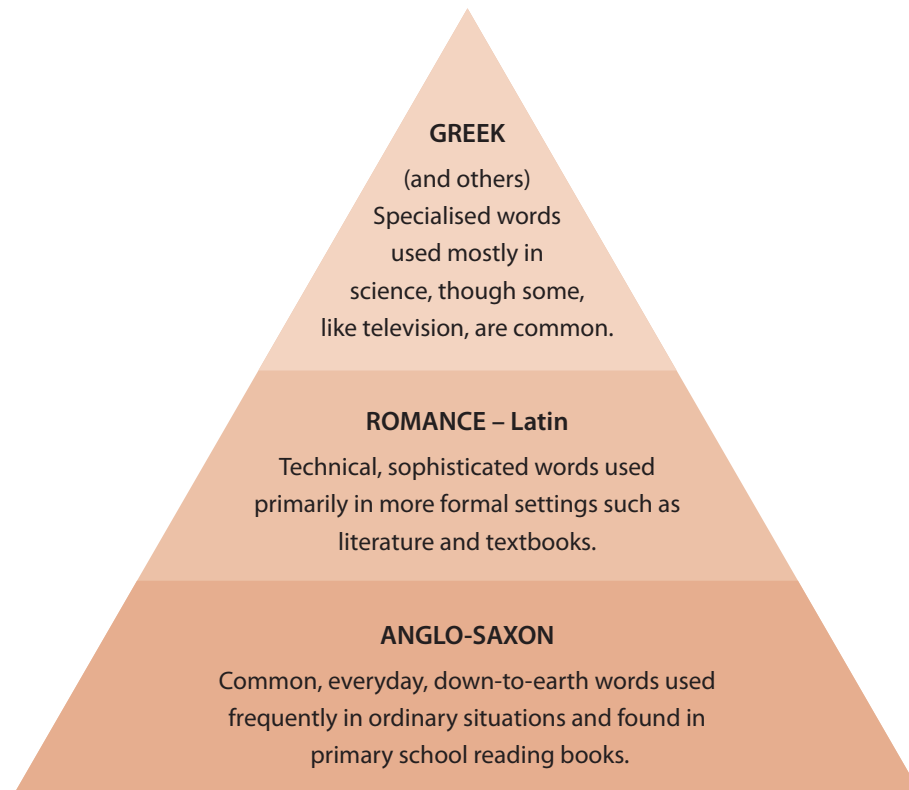 GREEK
(and others)
Specialised words
used mostly in
science, though some,
like television, are common.
ROMANCE – Latin
Technical, sophisticated words used
primarily in more formal settings such as
literature and textbooks.
ANGLO-SAXON
Common, everyday, down-to-earth words used
frequently in ordinary situations and found in
primary school reading books.